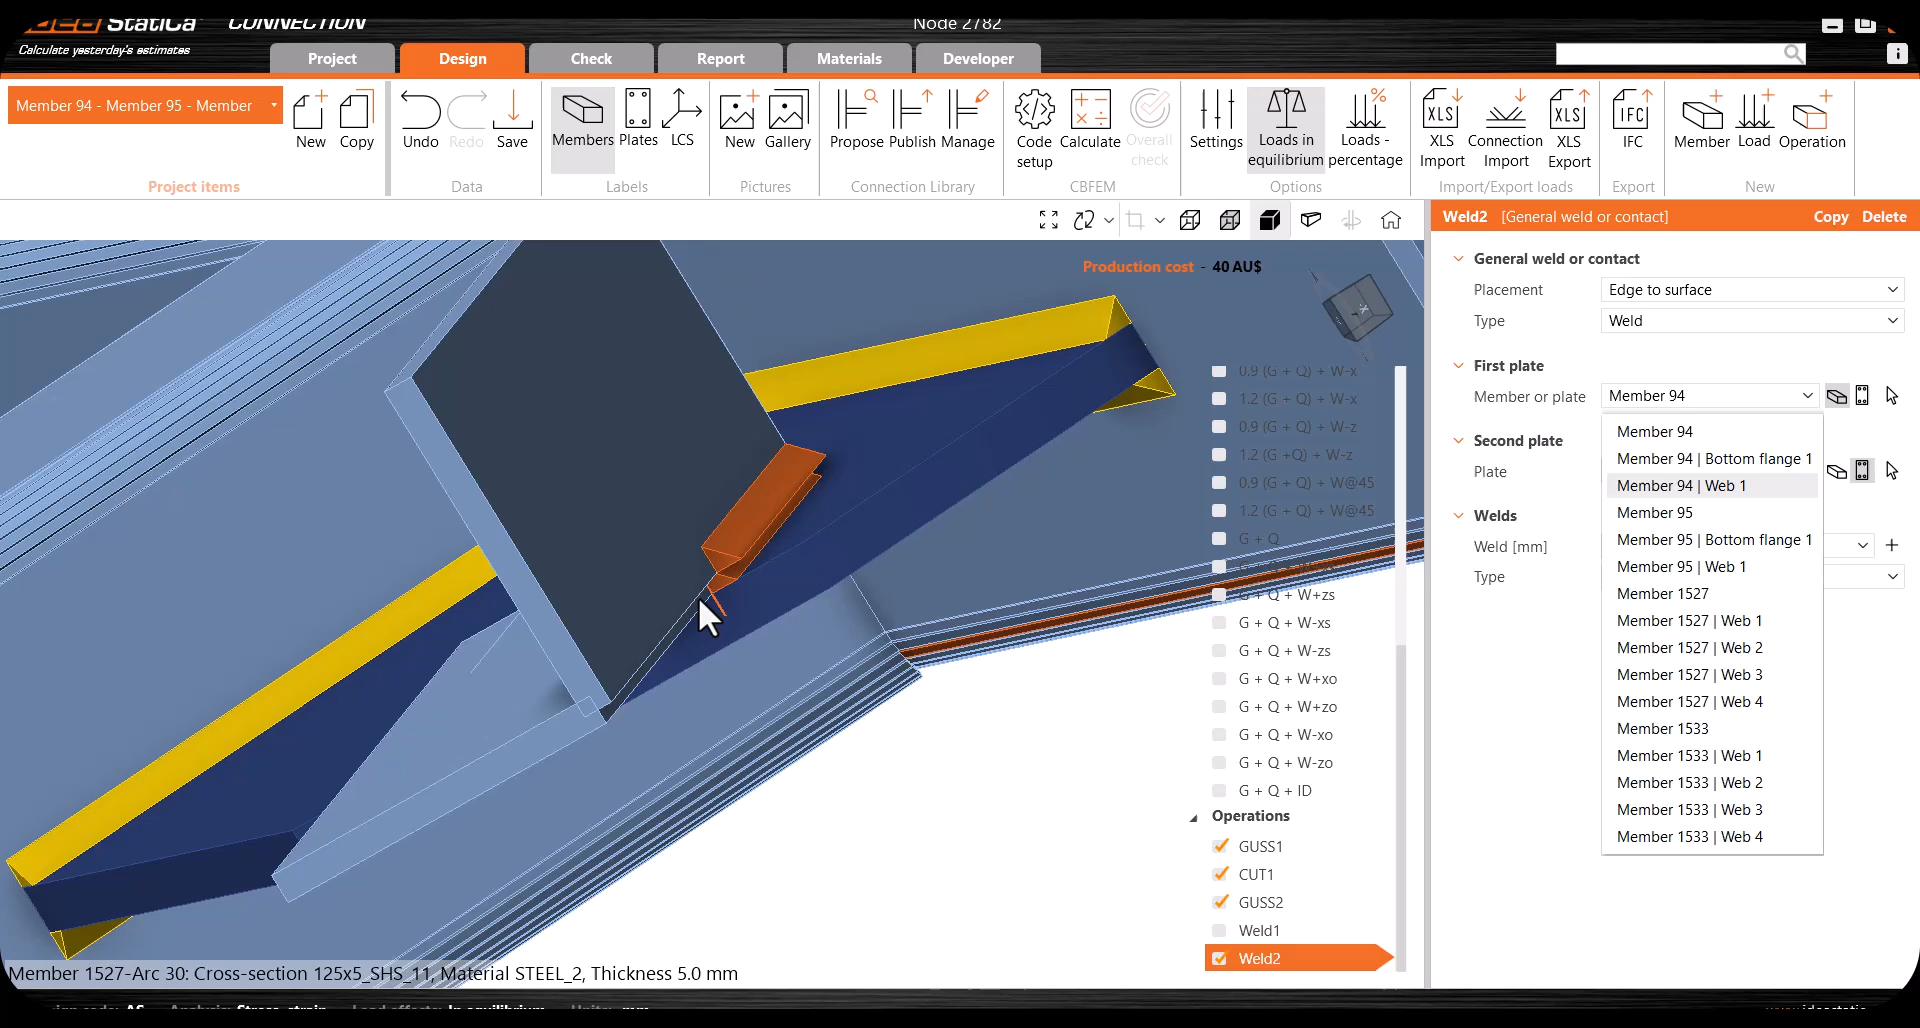 StatiCa CONNECTION
Node 2782
Calculate yesterday's estimates
Project
Design
Check
Report
Materials
Developer
Member 94 - Member 95 - Member
New
Copy
Undo
Redo
Save
Members
Plates
LCS
New
Gallery
Propose
Publish
Manage
Code setup
Calculate
Overall check
Settings
Loads in equilibrium
Loads - percentage
XLS Import
Connection Import
XLS Export
IFC
Member
Load
Operation
Project items
Data
Labels
Pictures
Connection Library
CBFEM
Options
Import/Export loads
Export
New
Weld2 [General weld or contact]
Copy Delete
Production cost - 40 AU$
General weld or contact
Placement Edge to surface
Type Weld
First plate
Member or plate Member 94
Second plate
Plate
Welds
Weld [mm]
Type
Member 94
Member 94 | Bottom flange 1
Member 94 | Web 1
Member 95
Member 95 | Bottom flange 1
Member 95 | Web 1
Member 1527
Member 1527 | Web 1
Member 1527 | Web 2
Member 1527 | Web 3
Member 1527 | Web 4
Member 1533
Member 1533 | Web 1
Member 1533 | Web 2
Member 1533 | Web 3
Member 1533 | Web 4
0.9 (G + Q) + W-x
1.2 (G + Q) + W-x
0.9 (G + Q) + W-z
1.2 (G +Q) + W-z
0.9 (G + Q) + W@45
1.2 (G + Q) + W@45
G + Q
G + Q + W+zs
G + Q + W-xs
G + Q + W-zs
G + Q + W+xo
G + Q + W+zo
G + Q + W-xo
G + Q + W-zo
G + Q + ID
Operations
GUSS1
CUT1
GUSS2
Weld1
Weld2
Member 1527-Arc 30: Cross-section 125x5_SHS_11, Material STEEL_2, Thickness 5.0 mm